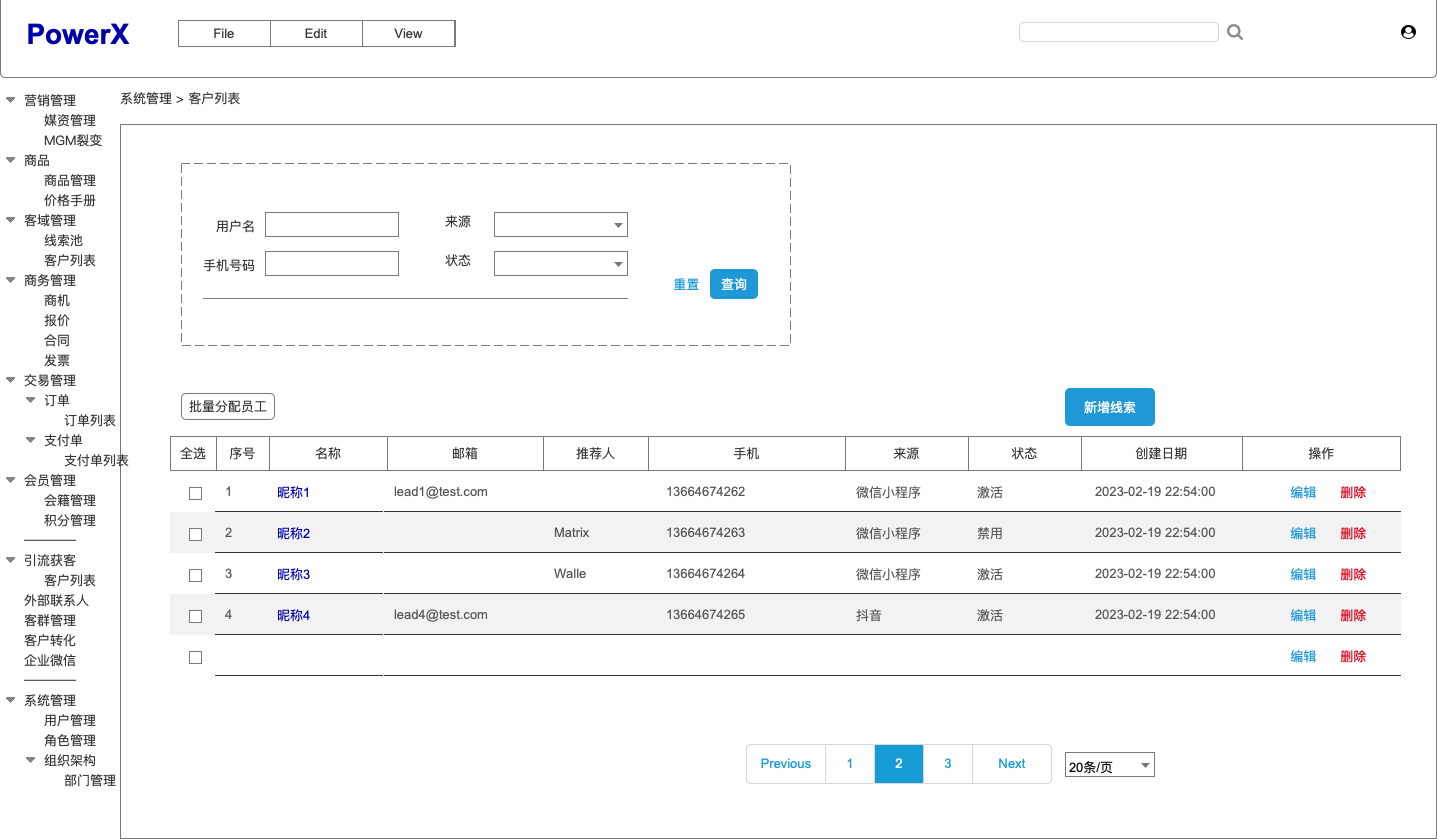 PowerX
File Edit View
营销管理
媒资管理
MGM裂变
商品
商品管理
价格手册
客域管理
线索池
客户列表
商务管理
商机
报价
合同
发票
交易管理
订单
订单列表
支付单
支付单列表
会员管理
会籍管理
积分管理
引流获客
客户列表
外部联系人
客群管理
客户转化
企业微信
系统管理
用户管理
角色管理
组织架构
部门管理
系统管理 > 客户列表
用户名 来源
手机号码 状态
重置 查询
批量分配员工 新增线索
全选 序号 名称 邮箱 推荐人 手机 来源 状态 创建日期 操作
1 昵称1 lead1@test.com 13664674262 微信小程序 激活 2023-02-19 22:54:00 编辑 删除
2 昵称2 Matrix 13664674263 微信小程序 禁用 2023-02-19 22:54:00 编辑 删除
3 昵称3 Walle 13664674264 微信小程序 激活 2023-02-19 22:54:00 编辑 删除
4 昵称4 lead4@test.com 13664674265 抖音 激活 2023-02-19 22:54:00 编辑 删除
编辑 删除
Previous 1 2 3 Next 20条/页